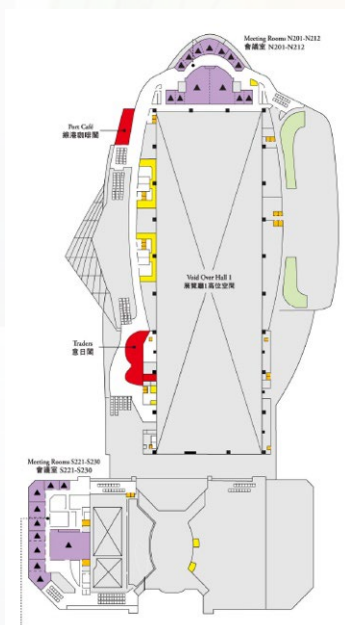 Meeting Rooms N201-N212
會議室 N201-N212
Port Café
維港咖啡閣
Void Over Hall 1
展覽廳1高位空間
Traders
意日閣
Meeting Rooms S221-S230
會議室 S221-S230